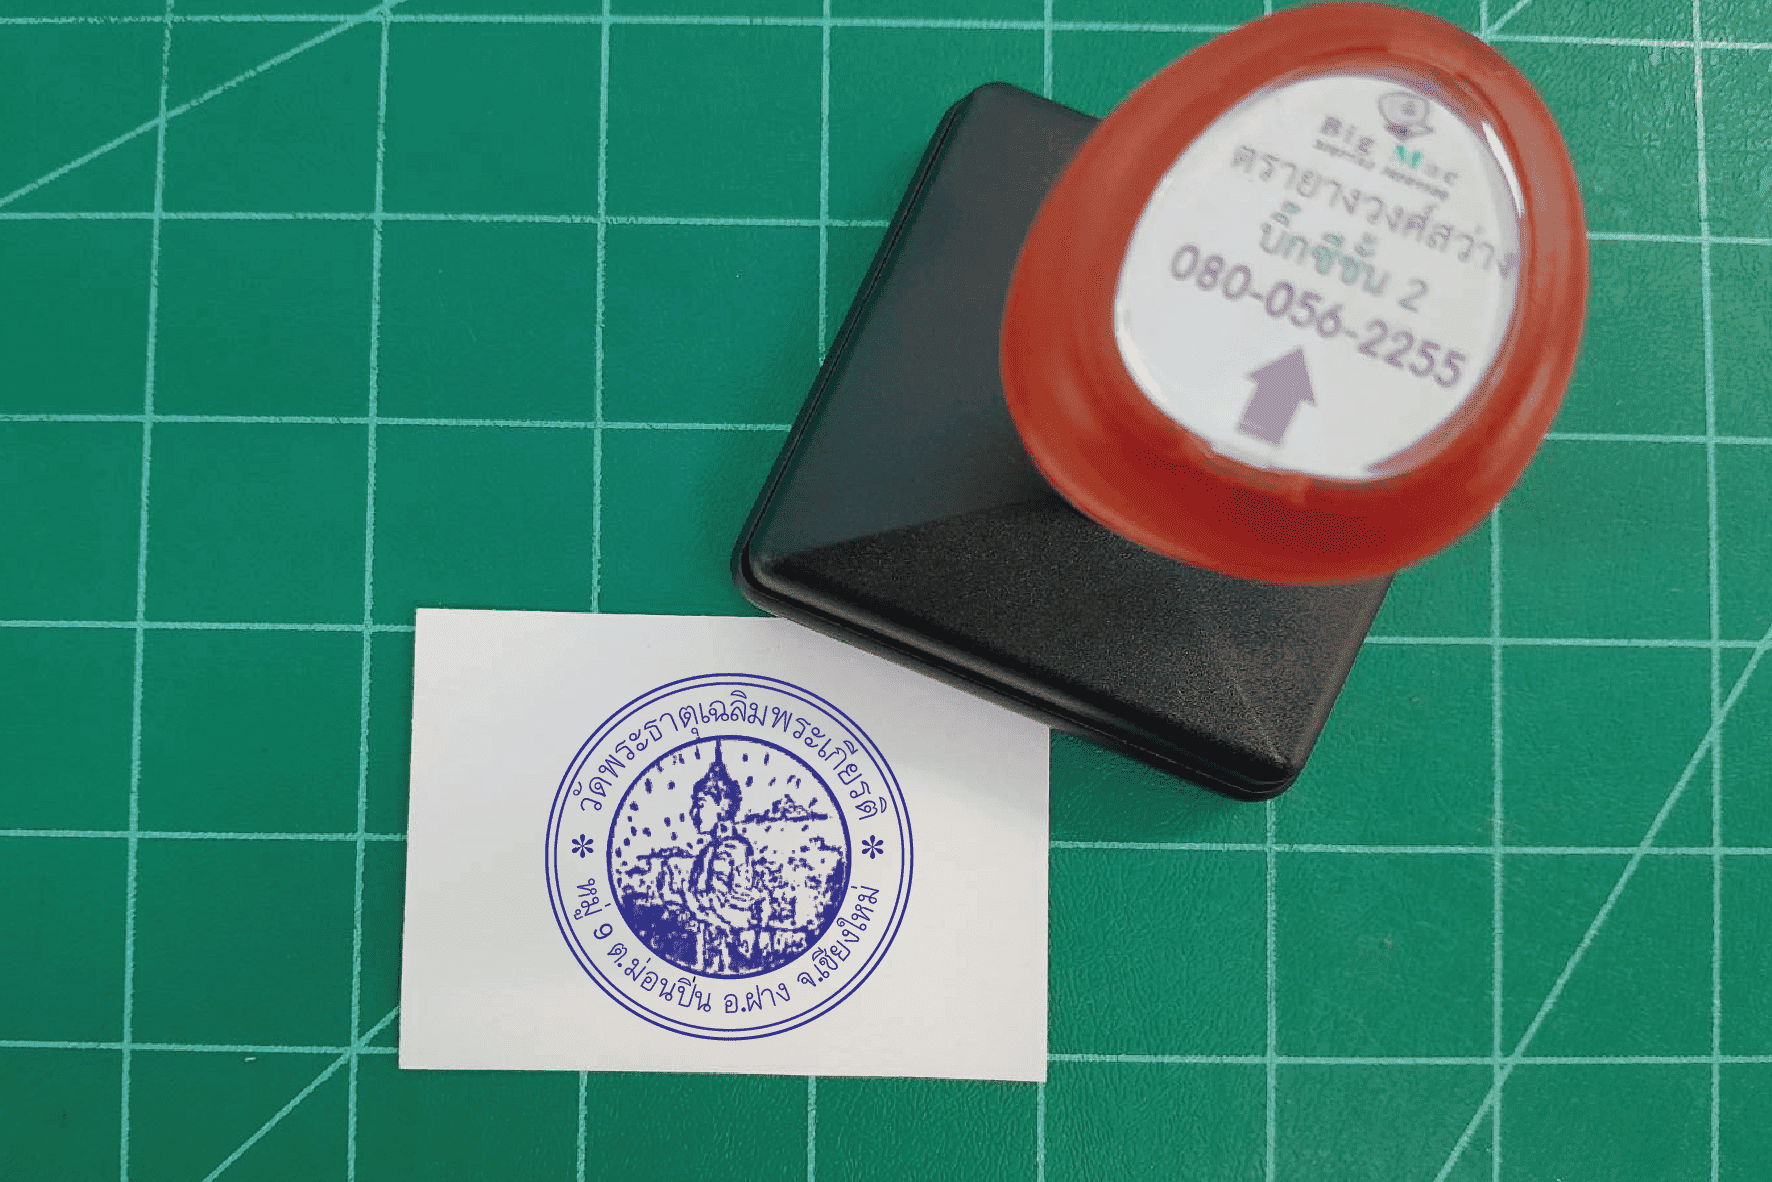 Big Mac
ตรายางวงศ์สว่าง
บิ๊กซีชั้น 2
080-056-2255
* วัดพระธาตุเฉลิมพระเกียรติ *
หมู่ 9 ต.ม่อนปิ่น อ.ฝาง จ.เชียงใหม่